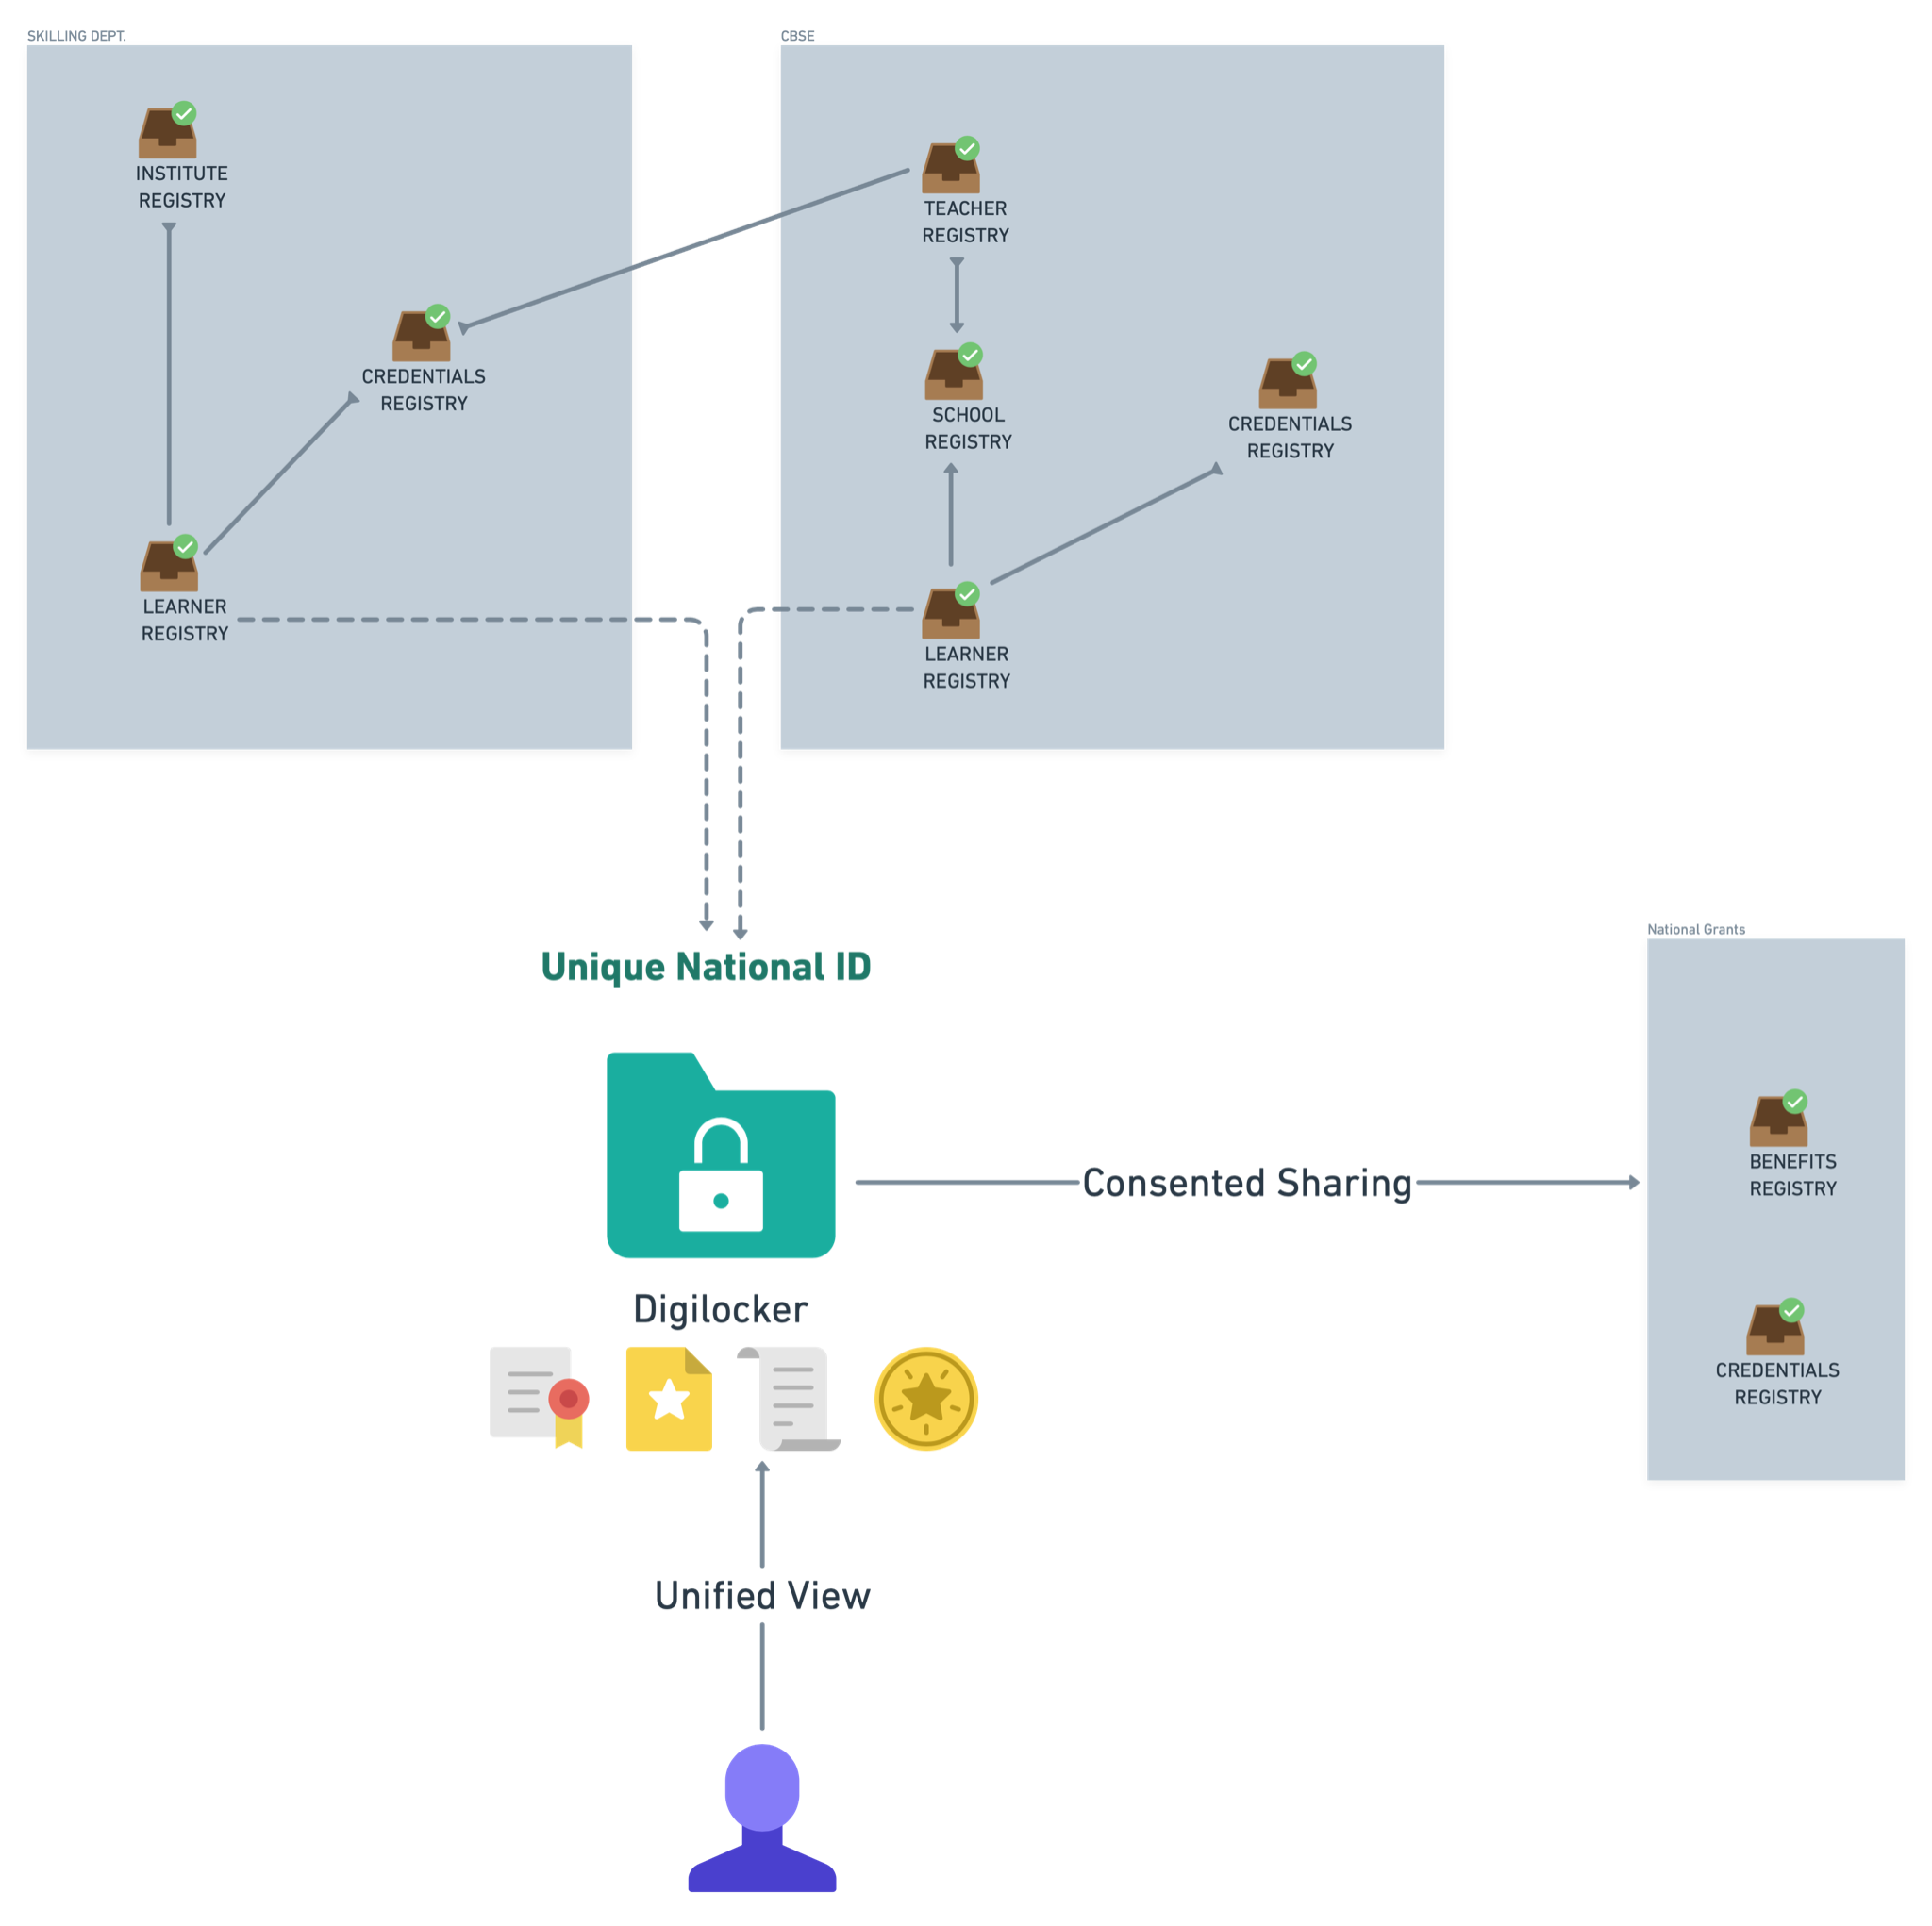 SKILLING DEPT.
INSTITUTE
REGISTRY
CREDENTIALS
REGISTRY
LEARNER
REGISTRY
CBSE
TEACHER
REGISTRY
SCHOOL
REGISTRY
CREDENTIALS
REGISTRY
LEARNER
REGISTRY
Unique National ID
Digilocker
Consented Sharing
National Grants
BENEFITS
REGISTRY
CREDENTIALS
REGISTRY
Unified View